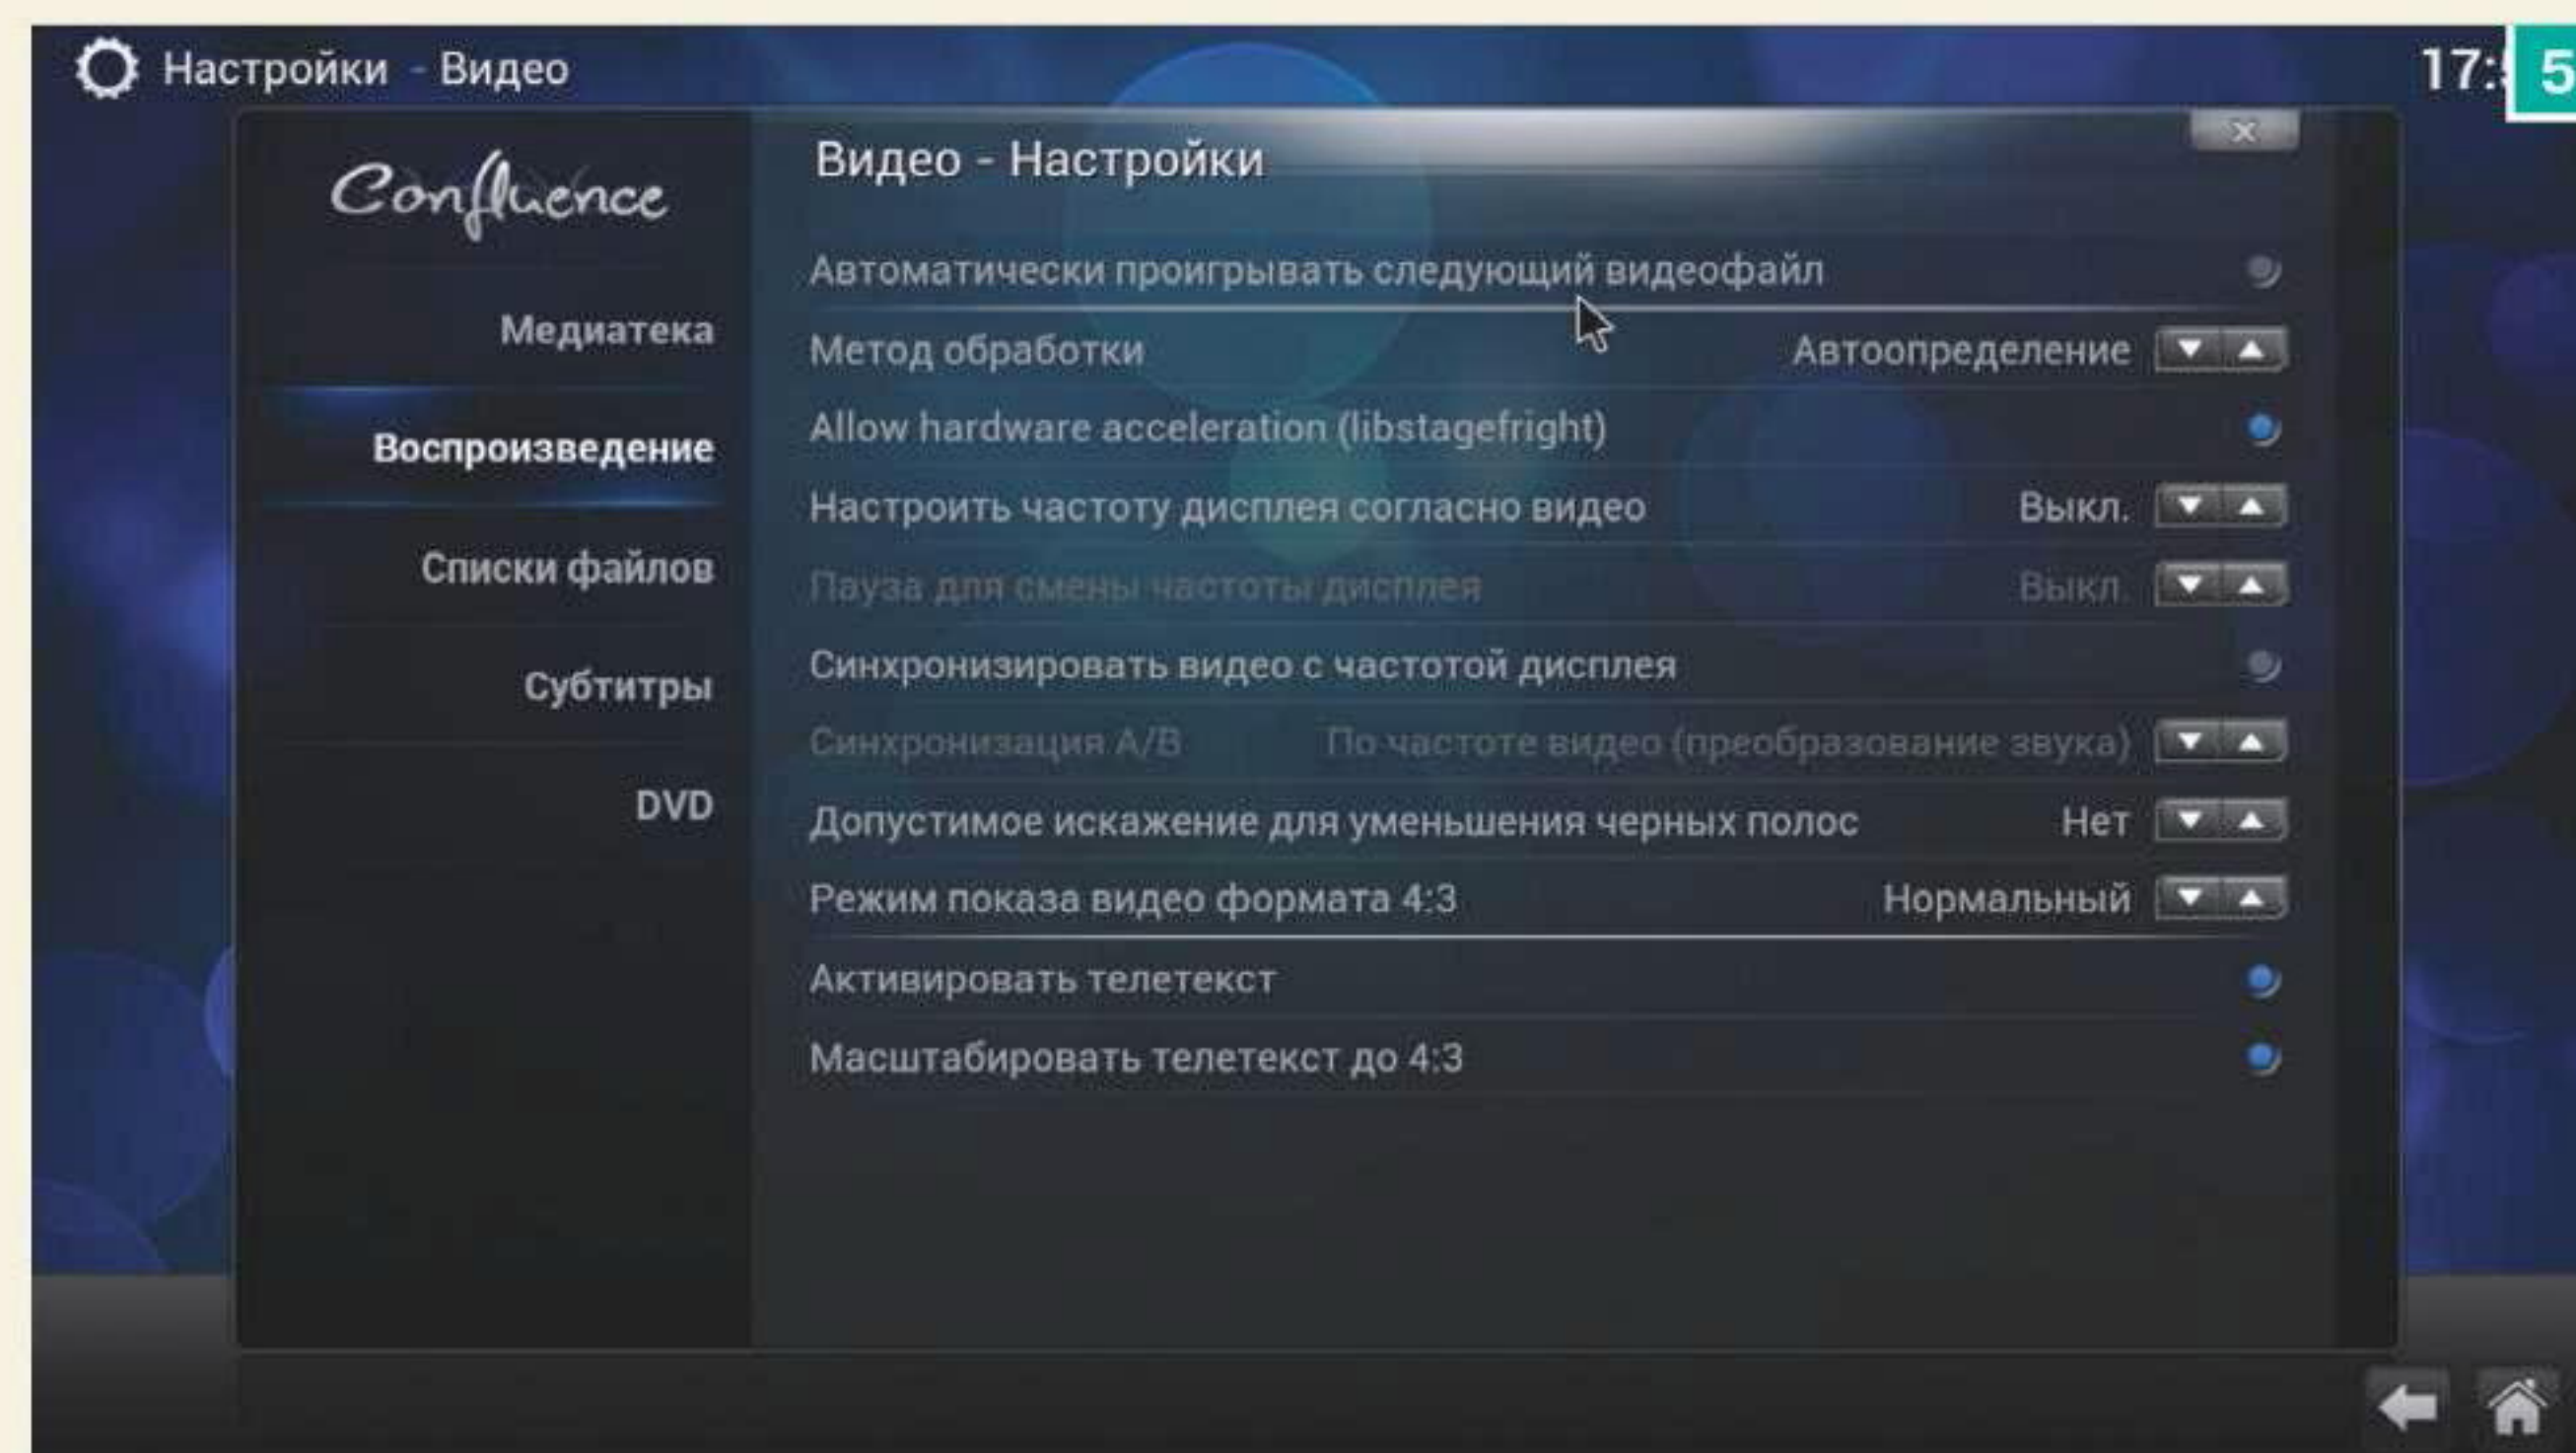 Настройки - Видео
17:
5
Confluence
Видео - Настройки
Медиатека
Воспроизведение
Списки файлов
Субтитры
DVD
Автоматически проигрывать следующий видеофайл
Метод обработки Автоопределение
Allow hardware acceleration (libstagefright)
Настроить частоту дисплея согласно видео Выкл.
Пауза для смены частоты дисплея Выкл.
Синхронизировать видео с частотой дисплея
Синхронизация А/В По частоте видео (преобразование звука)
Допустимое искажение для уменьшения черных полос Нет
Режим показа видео формата 4:3 Нормальный
Активировать телетекст
Масштабировать телетекст до 4:3